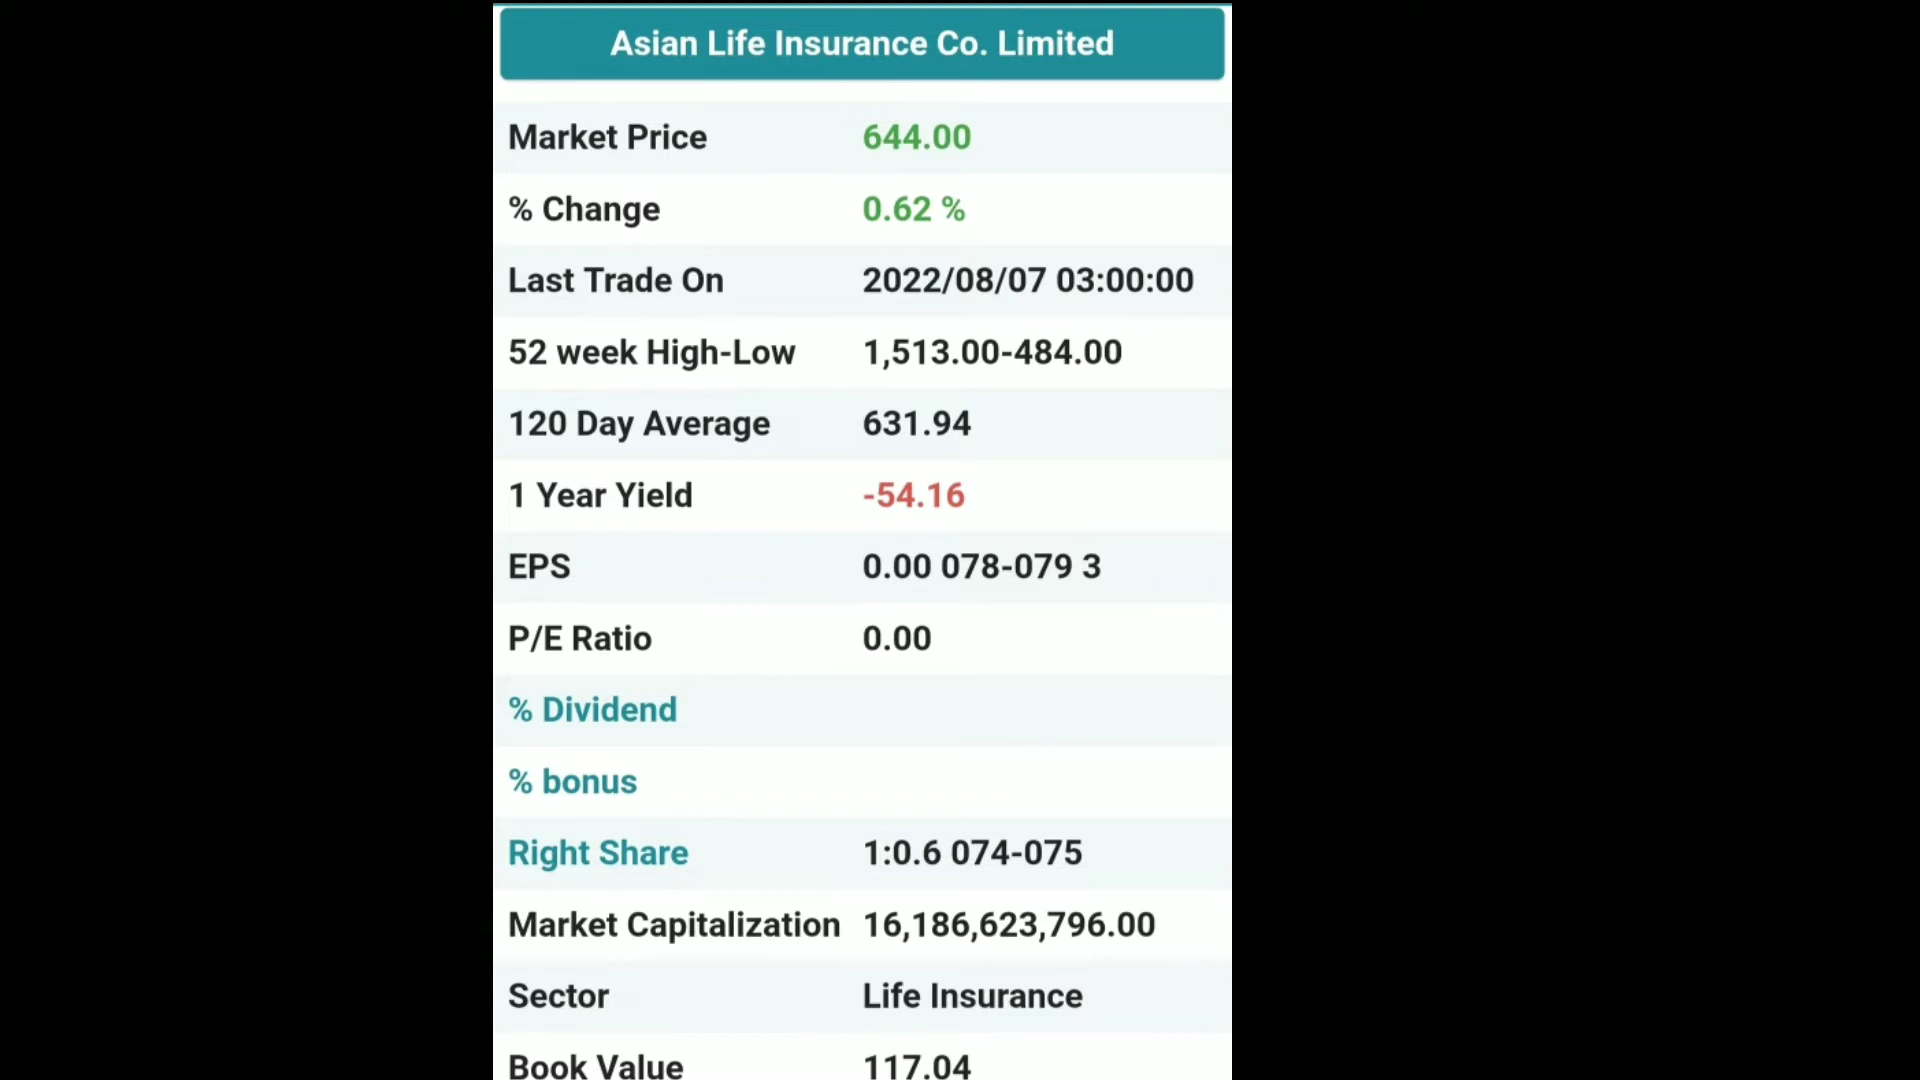 Asian Life Insurance Co. Limited
Market Price 644.00
% Change 0.62 %
Last Trade On 2022/08/07 03:00:00
52 week High-Low 1,513.00-484.00
120 Day Average 631.94
1 Year Yield -54.16
EPS 0.00 078-079 3
P/E Ratio 0.00
% Dividend
% bonus
Right Share 1:0.6 074-075
Market Capitalization 16,186,623,796.00
Sector Life Insurance
Book Value 117.04